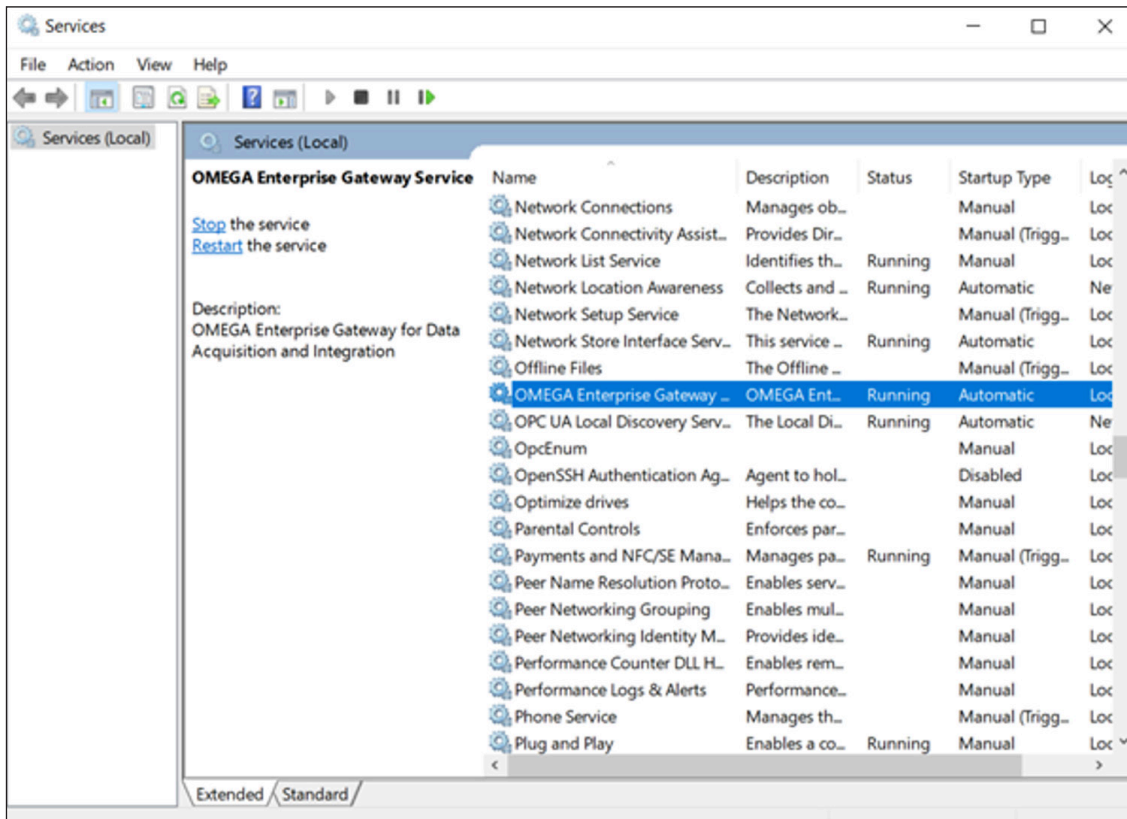 Services
File Action View Help
Services (Local)
Services (Local)
OMEGA Enterprise Gateway Service
Stop the service
Restart the service
Description:
OMEGA Enterprise Gateway for Data
Acquisition and Integration
Name Description Status Startup Type Log
Network Connections Manages ob... Manual Loc
Network Connectivity Assist... Provides Dir... Manual (Trigg... Loc
Network List Service Identifies th... Running Manual Loc
Network Location Awareness Collects and ... Running Automatic Ne
Network Setup Service The Network... Manual (Trigg... Loc
Network Store Interface Serv... This service ... Running Automatic Loc
Offline Files The Offline ... Manual (Trigg... Loc
OMEGA Enterprise Gateway ... OMEGA Ent... Running Automatic Loc
OPC UA Local Discovery Serv... The Local Di... Running Automatic Ne
OpcEnum Manual Loc
OpenSSH Authentication Ag... Agent to hol... Disabled Loc
Optimize drives Helps the co... Manual Loc
Parental Controls Enforces par... Manual Loc
Payments and NFC/SE Mana... Manages pa... Running Manual (Trigg... Loc
Peer Name Resolution Proto... Enables serv... Manual Loc
Peer Networking Grouping Enables mul... Manual Loc
Peer Networking Identity M... Provides ide... Manual Loc
Performance Counter DLL H... Enables rem... Manual Loc
Performance Logs & Alerts Performance... Manual Loc
Phone Service Manages th... Manual (Trigg... Loc
Plug and Play Enables a co... Running Manual Loc
Extended Standard